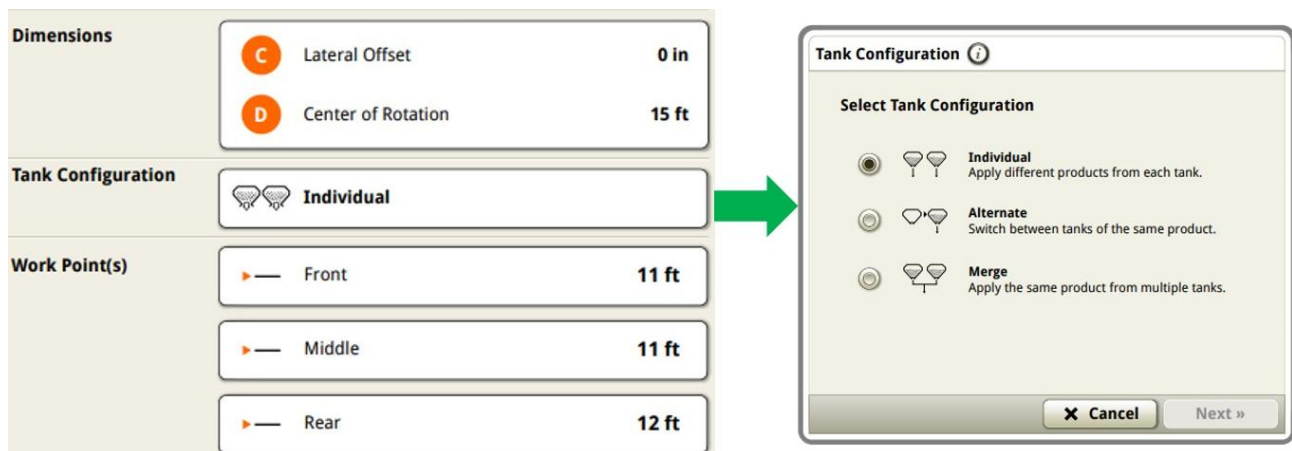 Dimensions
C Lateral Offset 0 in
D Center of Rotation 15 ft
Tank Configuration
Individual
Work Point(s)
Front 11 ft
Middle 11 ft
Rear 12 ft
Tank Configuration i
Select Tank Configuration
Individual
Apply different products from each tank.
Alternate
Switch between tanks of the same product.
Merge
Apply the same product from multiple tanks.
X Cancel Next »